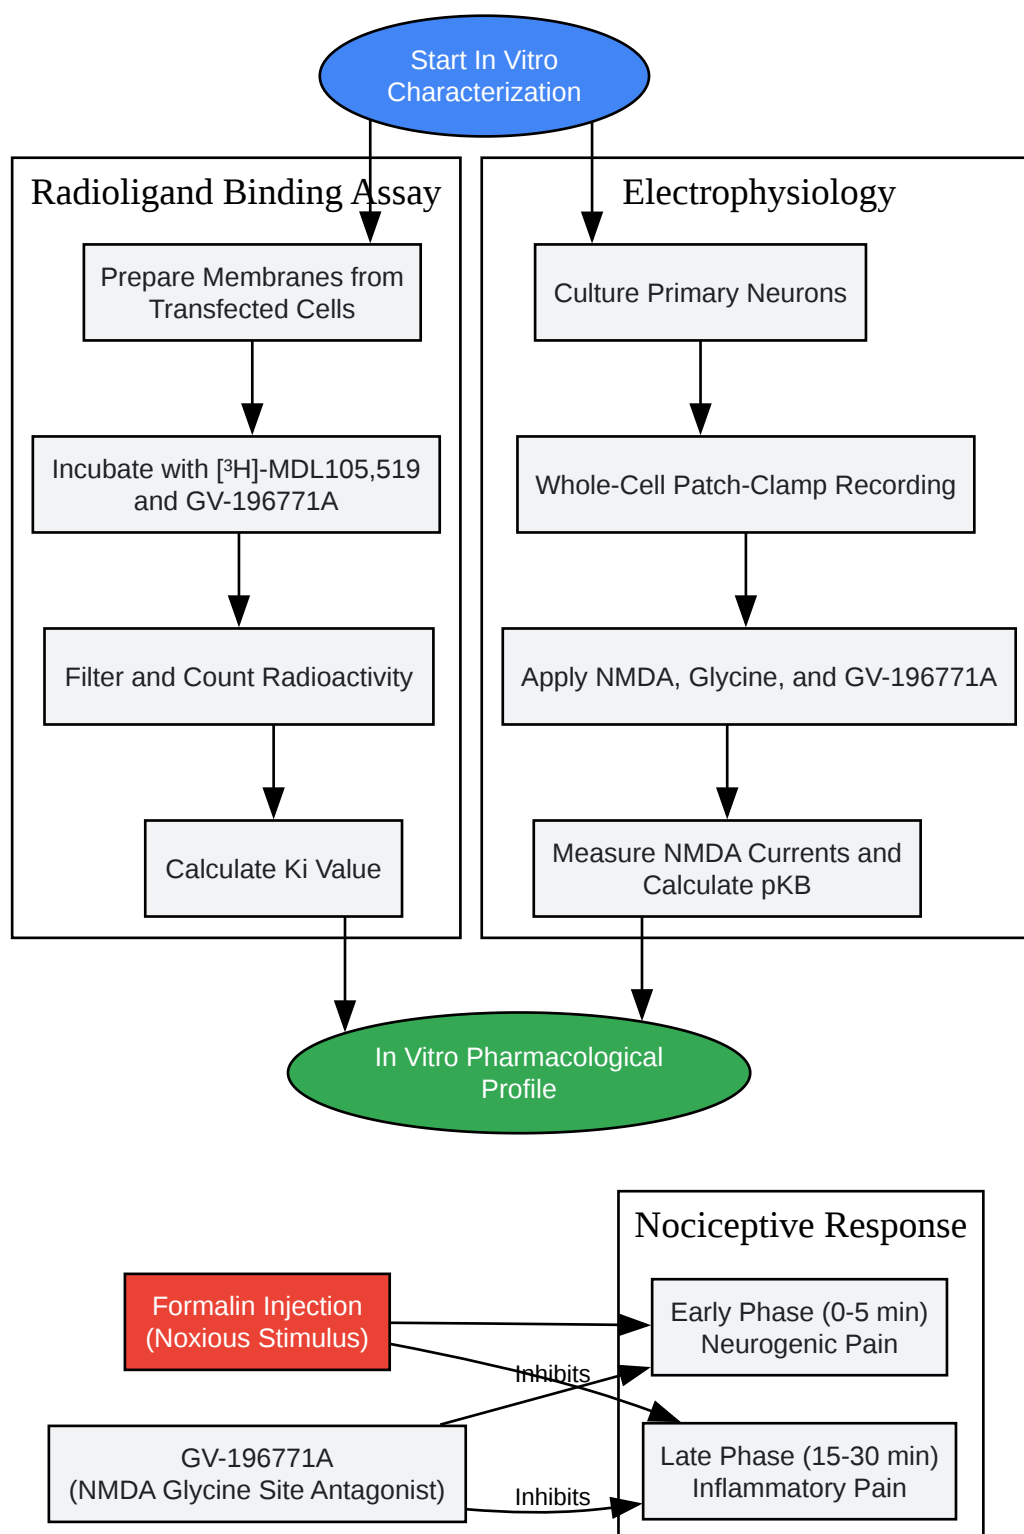 Start In Vitro
Characterization
Radioligand Binding Assay
Prepare Membranes from
Transfected Cells
Incubate with [³H]-MDL105,519
and GV-196771A
Filter and Count Radioactivity
Calculate Ki Value
Electrophysiology
Culture Primary Neurons
Whole-Cell Patch-Clamp Recording
Apply NMDA, Glycine, and GV-196771A
Measure NMDA Currents and
Calculate pKB
In Vitro Pharmacological
Profile
Nociceptive Response
Formalin Injection
(Noxious Stimulus)
Early Phase (0-5 min)
Neurogenic Pain
Inhibits
GV-196771A
(NMDA Glycine Site Antagonist)
Inhibits
Late Phase (15-30 min)
Inflammatory Pain